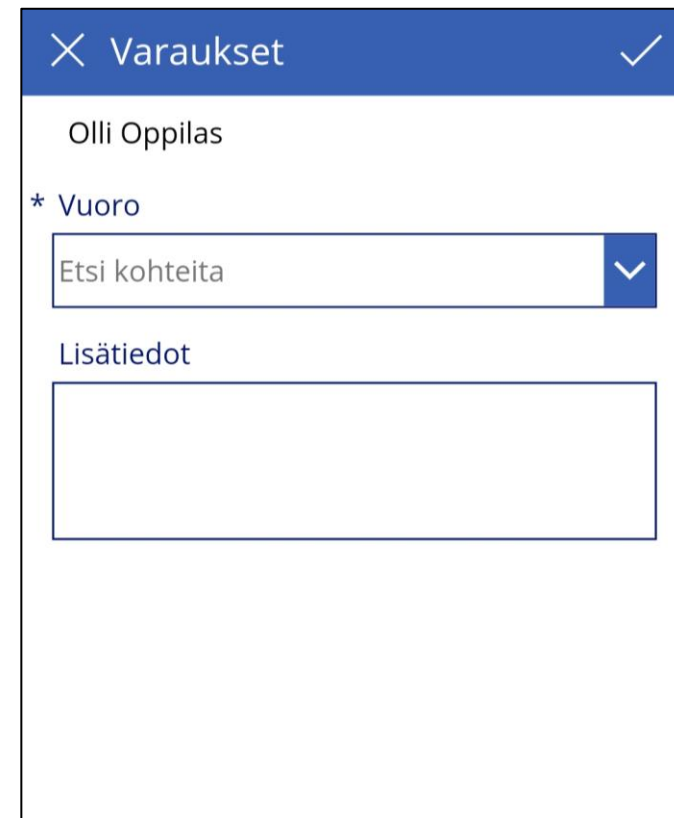 Varaukset
Olli Oppilas
* Vuoro
Etsi kohteita
Lisätiedot